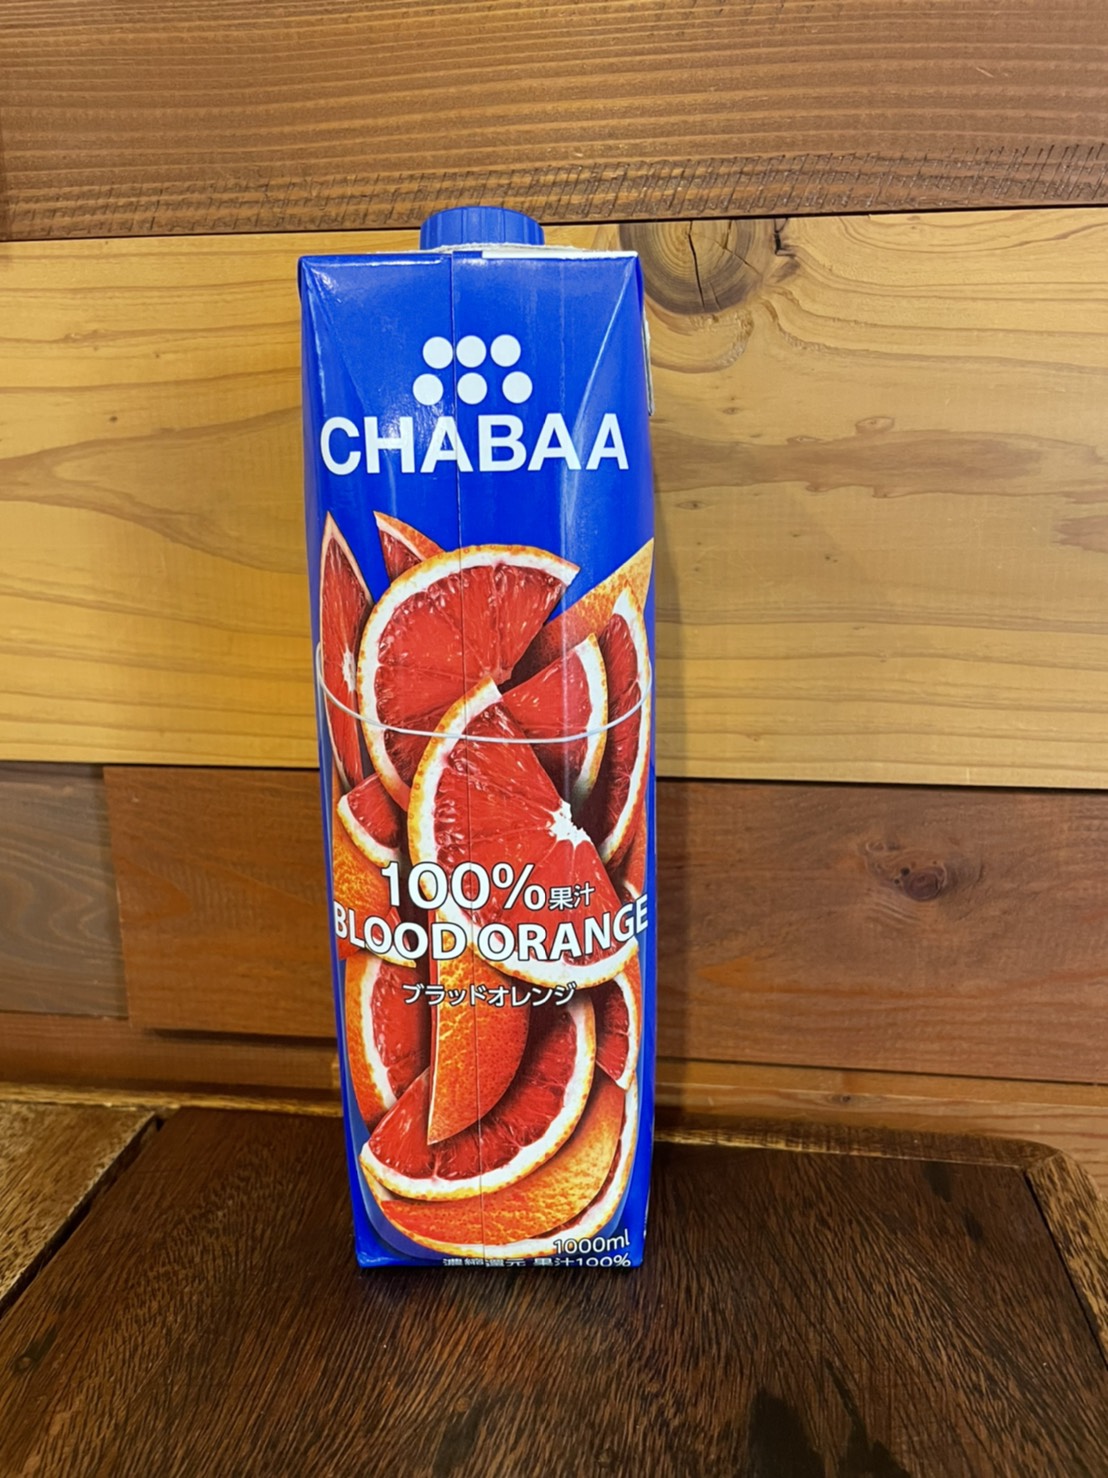 CHABAA
100%果汁
BLOOD ORANGE
ブラッドオレンジ
1000ml
濃縮還元 果汁100%